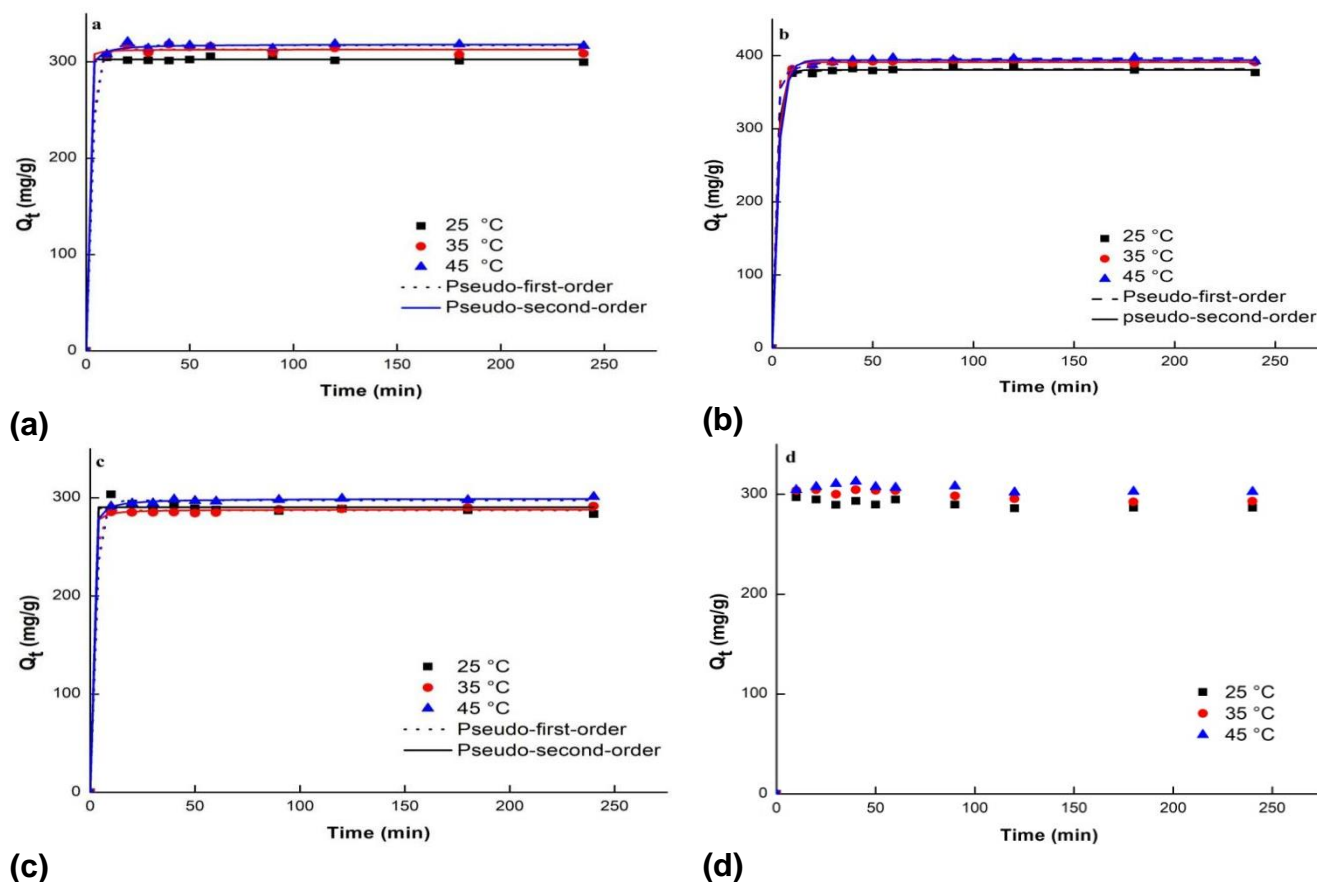 a
300
200
100
0
Qt (mg/g)
25 °C
35 °C
45 °C
Pseudo-first-order
Pseudo-second-order
0 50 100 150 200 250
Time (min)
(a)
b
400
300
200
100
0
Qt (mg/g)
25 °C
35 °C
45 °C
Pseudo-first-order
pseudo-second-order
0 50 100 150 200 250
Time (min)
(b)
c
300
200
100
0
Qt (mg/g)
25 °C
35 °C
45 °C
Pseudo-first-order
Pseudo-second-order
0 50 100 150 200 250
Time (min)
(c)
d
300
200
100
0
Qt (mg/g)
25 °C
35 °C
45 °C
0 50 100 150 200 250
Time (min)
(d)